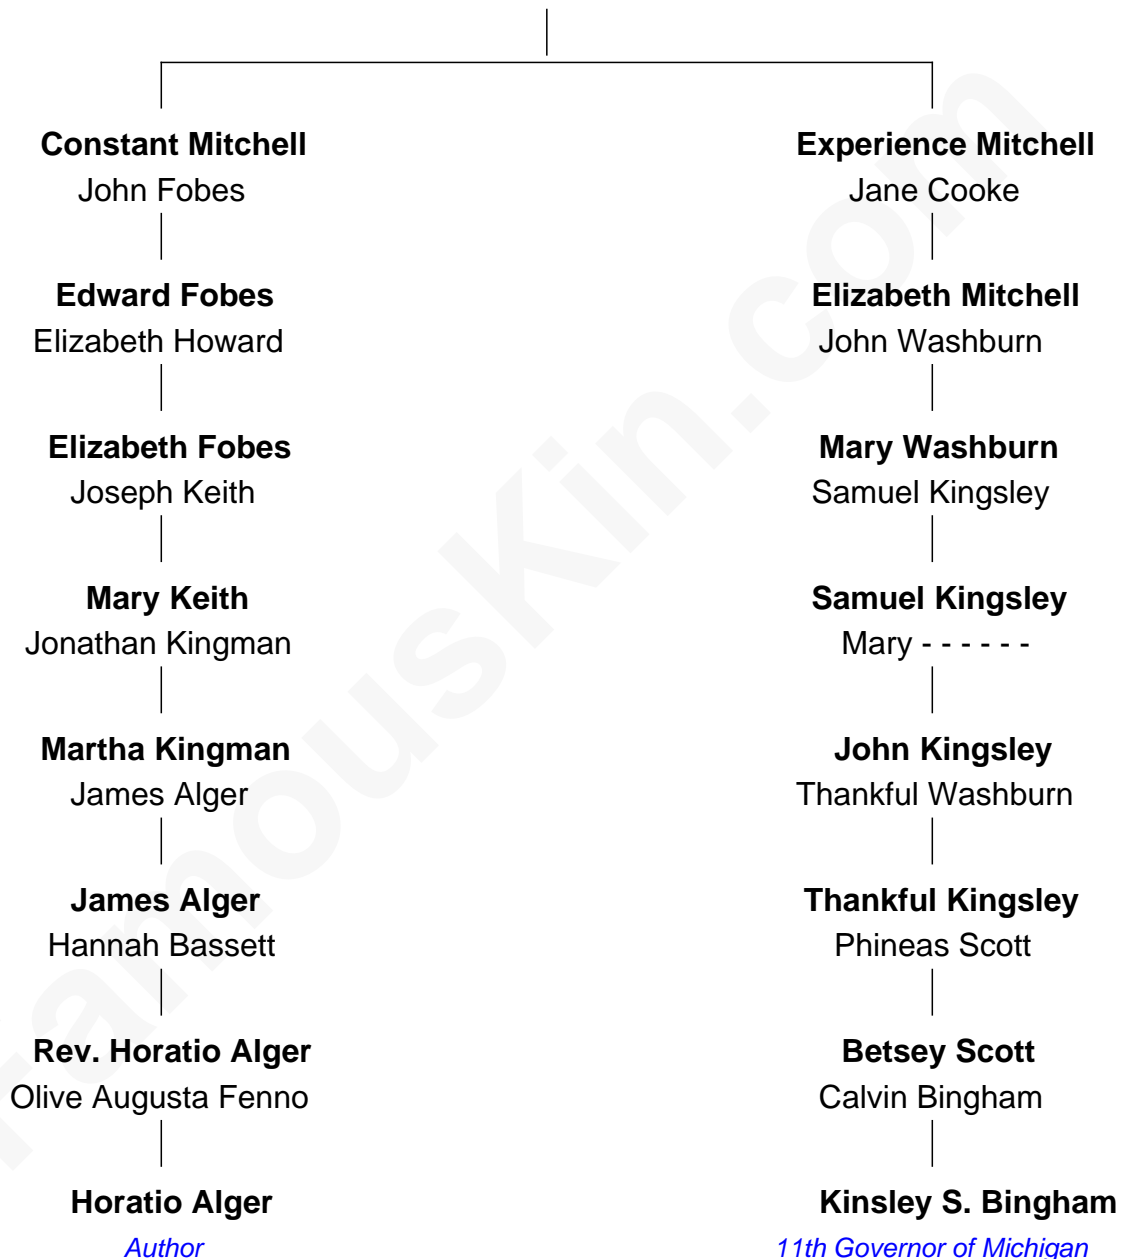 Constant Mitchell
John Fobes
Edward Fobes
Elizabeth Howard
Elizabeth Fobes
Joseph Keith
Mary Keith
Jonathan Kingman
Martha Kingman
James Alger
James Alger
Hannah Bassett
Rev. Horatio Alger
Olive Augusta Fenno
Horatio Alger
Author
Experience Mitchell
Jane Cooke
Elizabeth Mitchell
John Washburn
Mary Washburn
Samuel Kingsley
Samuel Kingsley
Mary - - - - - -
John Kingsley
Thankful Washburn
Thankful Kingsley
Phineas Scott
Betsey Scott
Calvin Bingham
Kinsley S. Bingham
11th Governor of Michigan
FamousKin.com